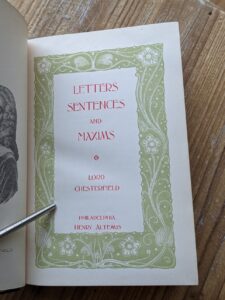 LETTERS
SENTENCES
AND
MAXIMS
LORD
CHESTERFIELD
PHILADELPHIA
HENRY ALTEMUS